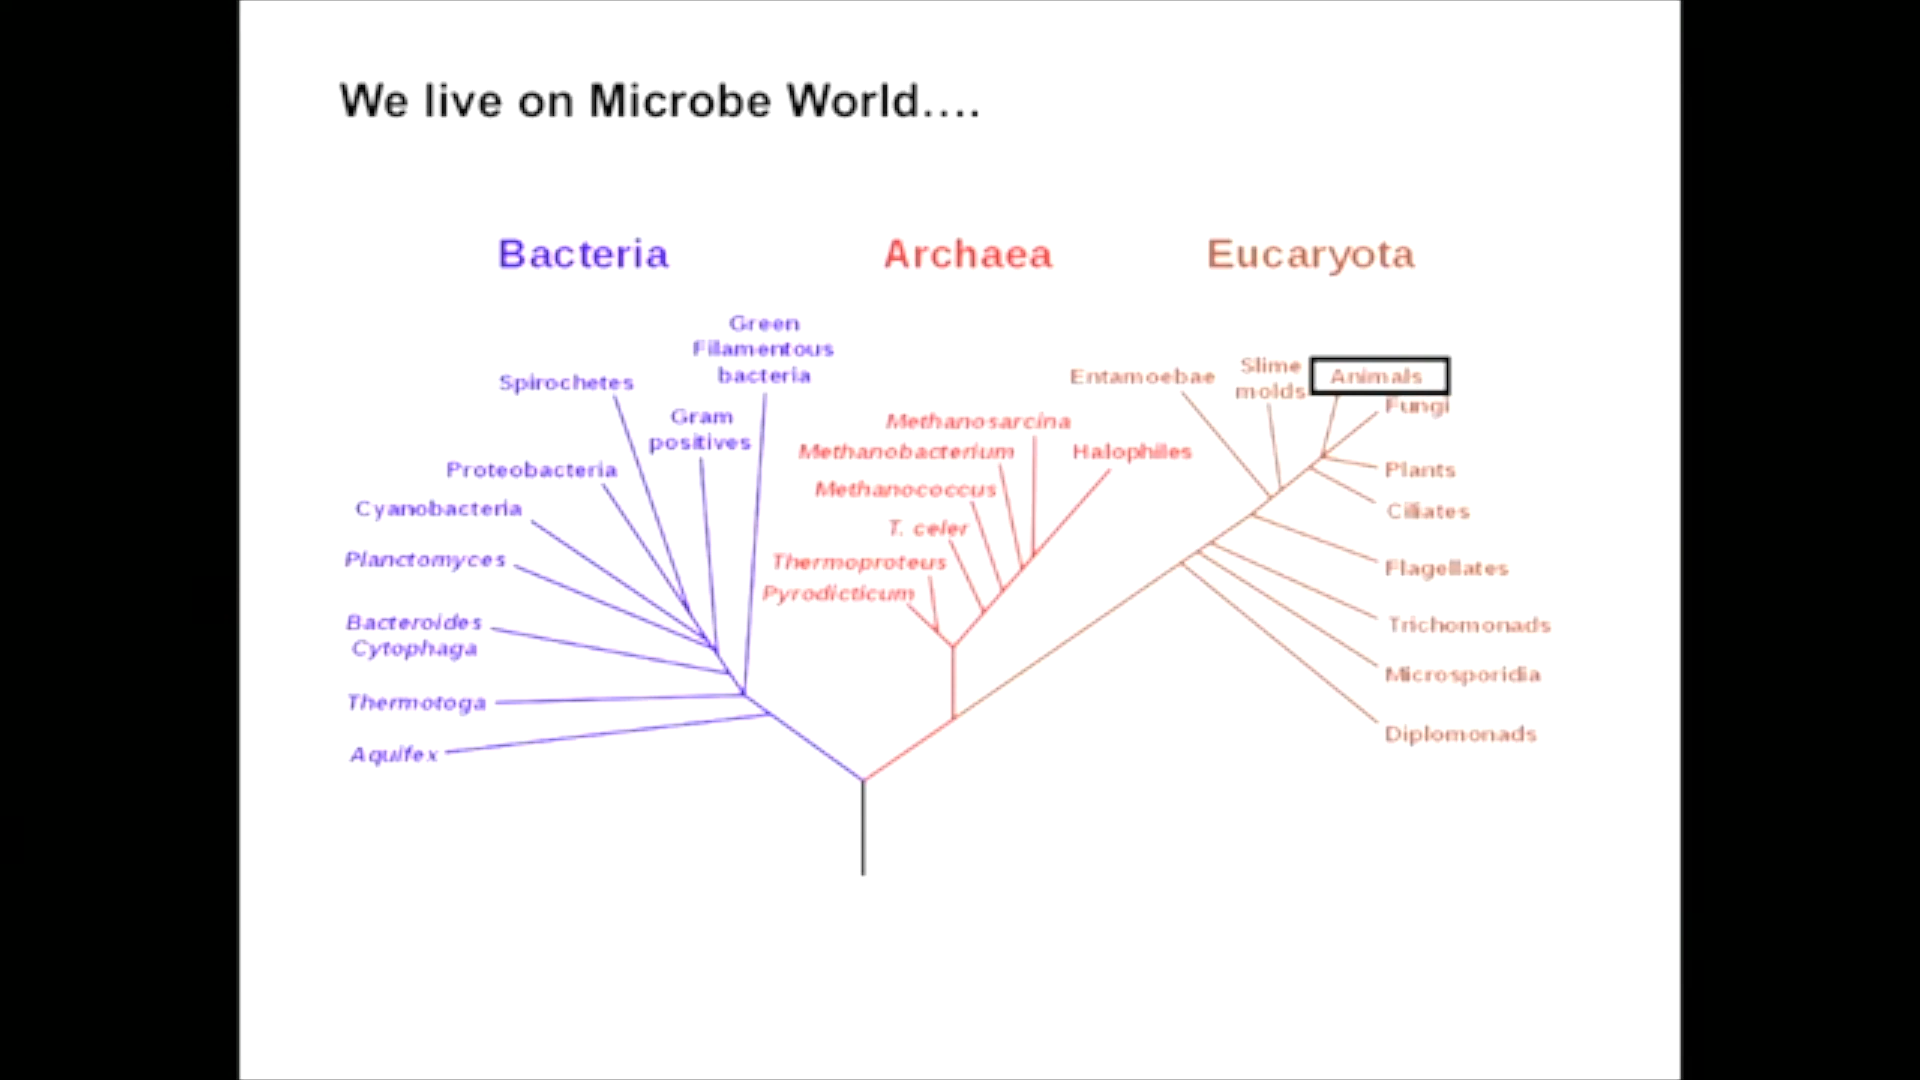 We live on Microbe World....
Bacteria
Archaea
Eucaryota
Green
Filamentous
bacteria
Spirochetes
Gram
positives
Proteobacteria
Cyanobacteria
Planctomyces
Bacteroides
Cytophaga
Thermotoga
Aquifex
Methanosarcina
Methanobacterium
Halophiles
Methanococcus
T. celer
Thermoproteus
Pyrodicticum
Entamoebae
Slime
molds
Animals
Fungi
Plants
Ciliates
Flagellates
Trichomonads
Microsporidia
Diplomonads